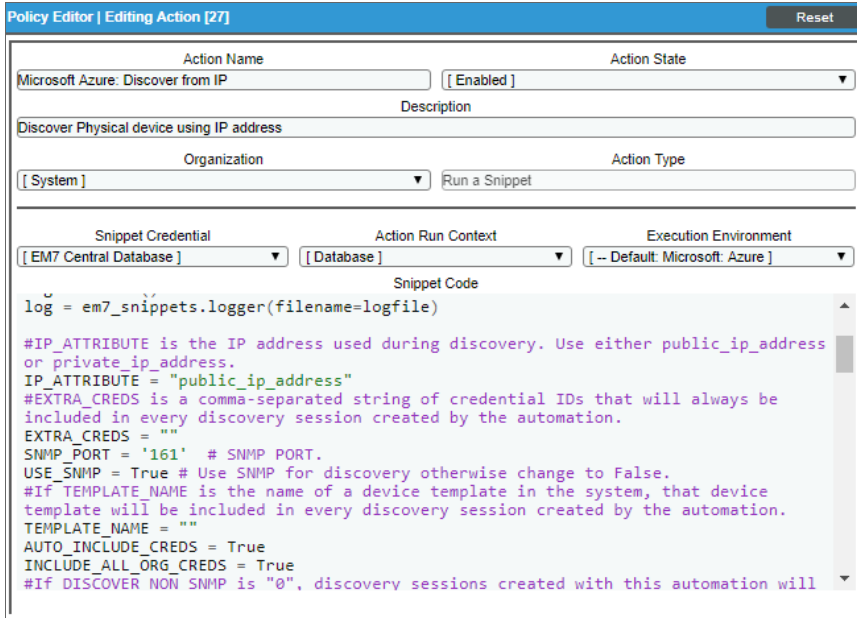 Policy Editor | Editing Action [27]
Reset
Action Name
Action State
Microsoft Azure: Discover from IP
[ Enabled ]
Description
Discover Physical device using IP address
Organization
Action Type
[ System ]
Run a Snippet
Snippet Credential
Action Run Context
Execution Environment
[ EM7 Central Database ]
[ Database ]
[ -- Default: Microsoft: Azure ]
Snippet Code
log = em7_snippets.logger(filename=logfile)
#IP_ATTRIBUTE is the IP address used during discovery. Use either public_ip_address
or private_ip_address.
IP_ATTRIBUTE = "public_ip_address"
#EXTRA_CREDS is a comma-separated string of credential IDs that will always be
included in every discovery session created by the automation.
EXTRA_CREDS = ""
SNMP_PORT = '161'  # SNMP PORT.
USE_SNMP = True # Use SNMP for discovery otherwise change to False.
#If TEMPLATE_NAME is the name of a device template in the system, that device
template will be included in every discovery session created by the automation.
TEMPLATE_NAME = ""
AUTO_INCLUDE_CREDS = True
INCLUDE_ALL_ORG_CREDS = True
#If DISCOVER NON SNMP is "0", discovery sessions created with this automation will